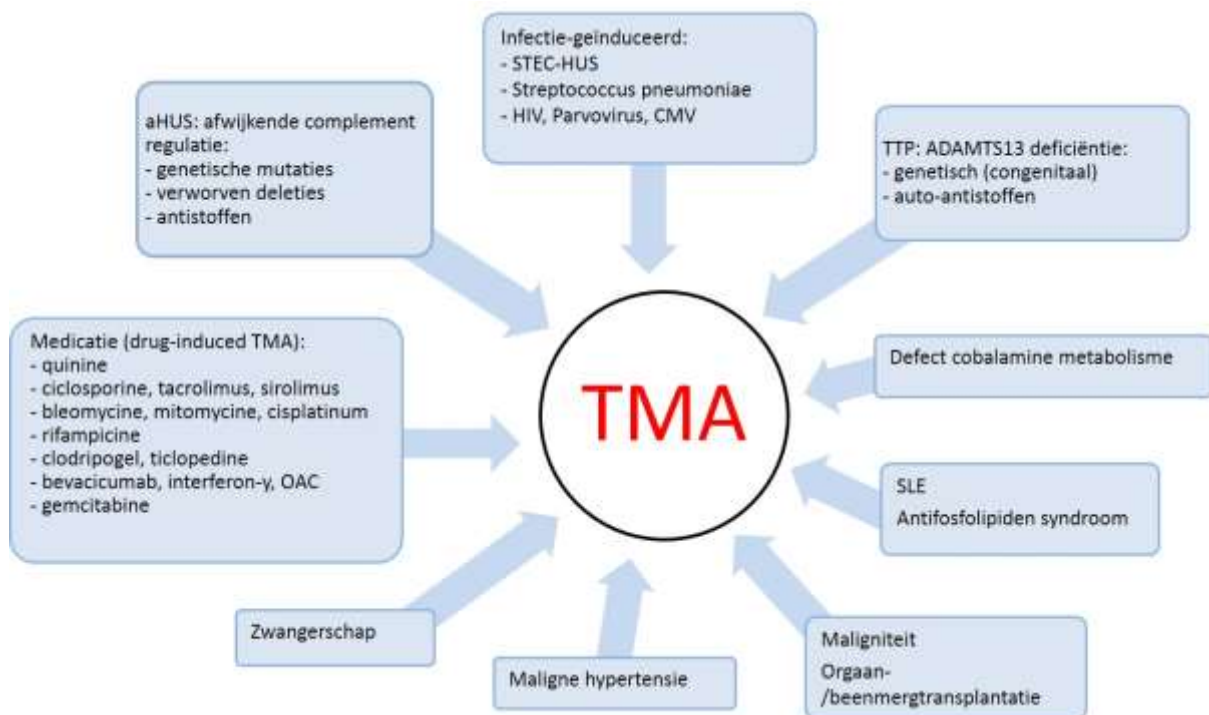 Infectie-geïnduceerd:
- STEC-HUS
- Streptococcus pneumoniae
- HIV, Parvovirus, CMV
aHUS: afwijkende complement
regulatie:
- genetische mutaties
- verworven deleties
- antistoffen
TTP: ADAMTS13 deficiëntie:
- genetisch (congenitaal)
- auto-antistoffen
Medicatie (drug-induced TMA):
- quinine
- ciclosporine, tacrolimus, sirolimus
- bleomycine, mitomycine, cisplatinum
- rifampicine
- clodripogel, ticlopedine
- bevacicumab, interferon-y, OAC
- gemcitabine
TMA
Defect cobalamine metabolisme
SLE
Antifosfolipiden syndroom
Zwangerschap
Maligne hypertensie
Maligniteit
Orgaan-
/beenmergtransplantatie